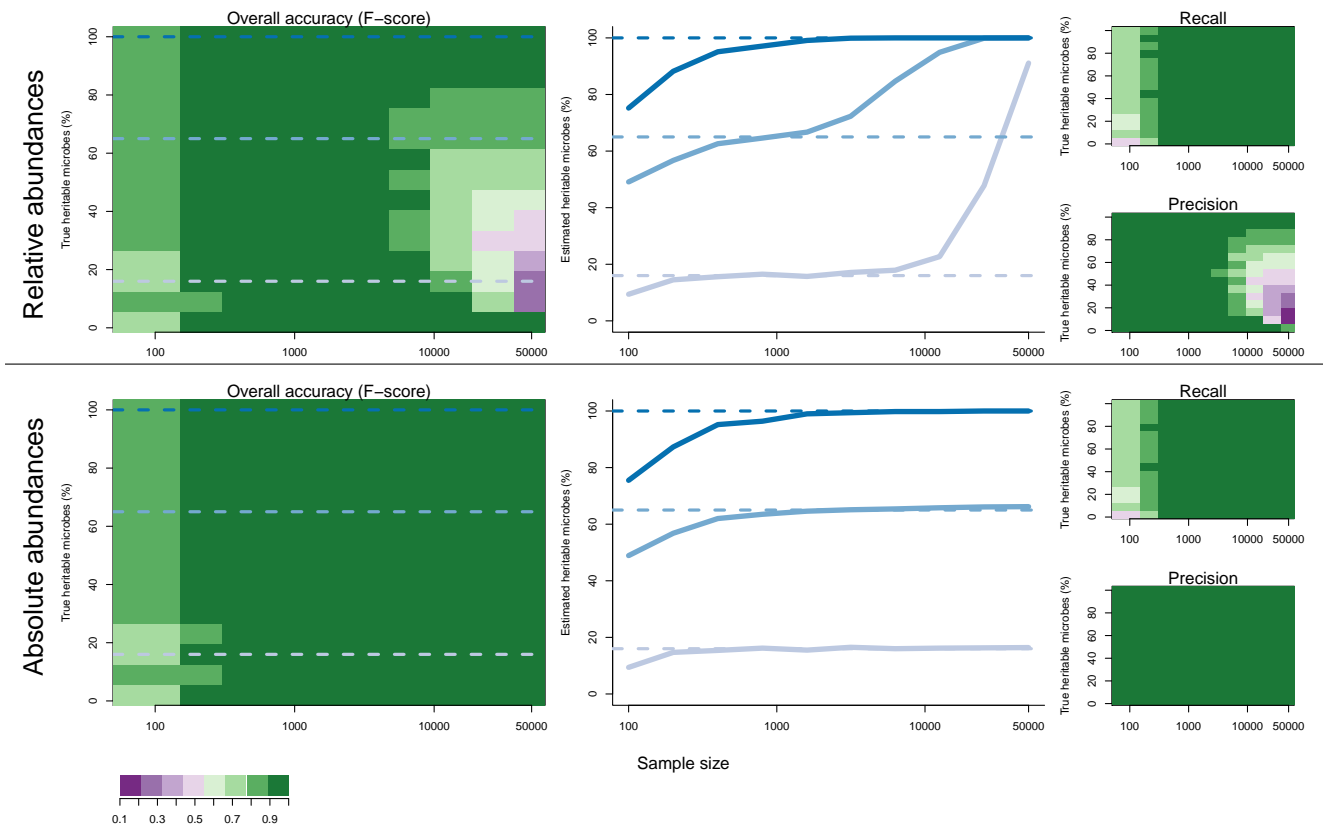 Relative abundances
Overall accuracy (F−score)
True heritable microbes (%)
0 20 40 60 80 100
100 1000 10000 50000
Estimated heritable microbes (%)
0 20 40 60 80 100
100 1000 10000 50000
Recall
True heritable microbes (%)
0 20 40 60 80
100 1000 10000 50000
Precision
True heritable microbes (%)
0 20 40 60 80
100 1000 10000 50000
Absolute abundances
Overall accuracy (F−score)
True heritable microbes (%)
0 20 40 60 80 100
100 1000 10000 50000
Estimated heritable microbes (%)
0 20 40 60 80 100
100 1000 10000 50000
Recall
True heritable microbes (%)
0 20 40 60 80
100 1000 10000 50000
Precision
True heritable microbes (%)
0 20 40 60 80
100 1000 10000 50000
Sample size
0.1 0.3 0.5 0.7 0.9